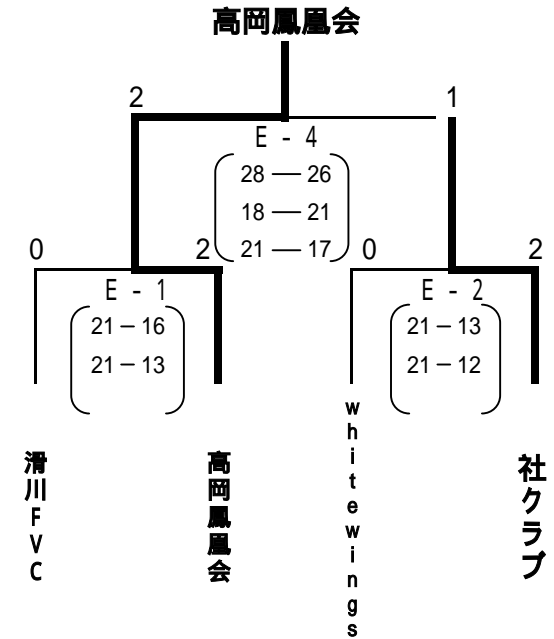 高岡鳳凰会
2
1
E - 4
28 — 26
18 — 21
21 — 17
0
2
0
2
E - 1
21 — 16
21 — 13
E - 2
21 — 13
21 — 12
滑川FVC
高岡鳳凰会
whitewings
社クラブ